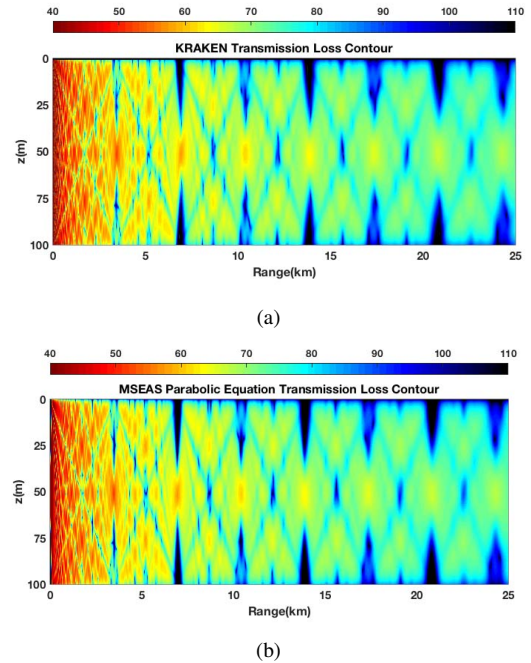 40 50 60 70 80 90 100 110
KRAKEN Transmission Loss Contour
0
25
50
75
100
z(m)
0 5 10 15 20 25
Range(km)
(a)
40 50 60 70 80 90 100 110
MSEAS Parabolic Equation Transmission Loss Contour
0
25
50
75
100
z(m)
0 5 10 15 20 25
Range(km)
(b)